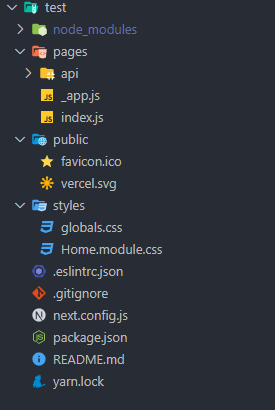 test
node_modules
pages
api
_app.js
index.js
public
favicon.ico
vercel.svg
styles
globals.css
Home.module.css
.eslintrc.json
.gitignore
next.config.js
package.json
README.md
yarn.lock